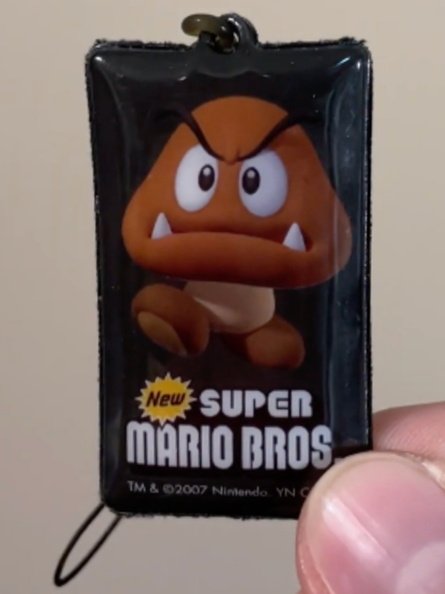 New SUPER
MARIO BROS.
TM & ©2007 Nintendo. YN